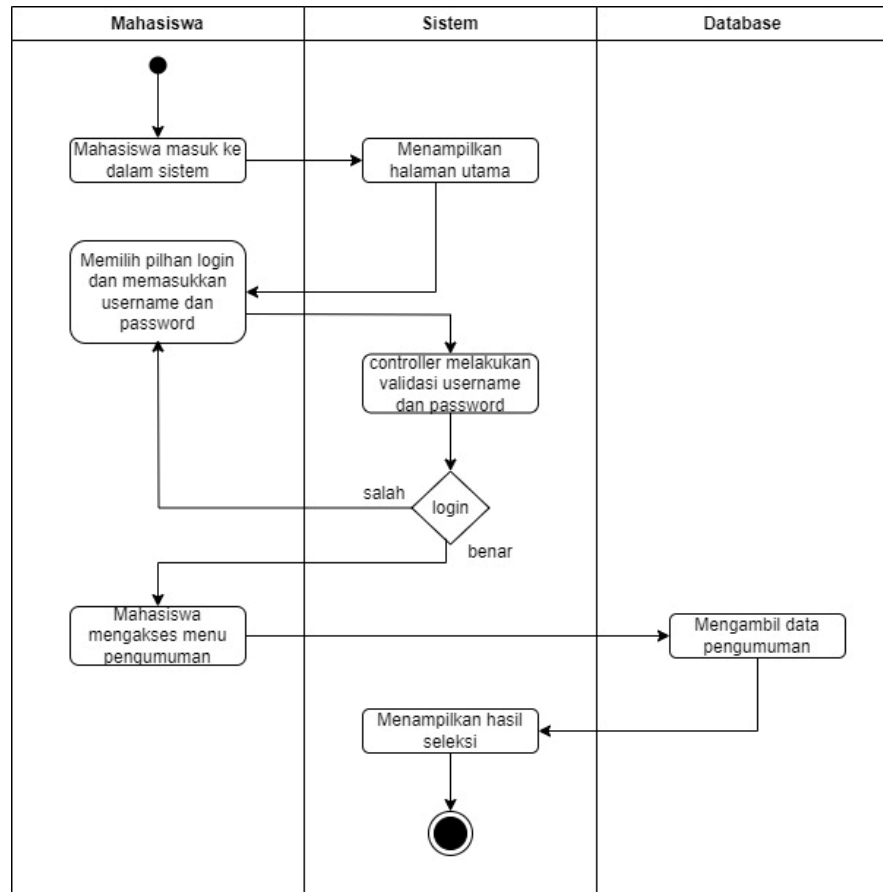 Mahasiswa
Sistem
Database
Mahasiswa masuk ke
dalam sistem
Menampilkan
halaman utama
Memilih pilhan login
dan memasukkan
username dan
password
controller melakukan
validasi username
dan password
salah
login
benar
Mahasiswa
mengakses menu
pengumuman
Mengambil data
pengumuman
Menampilkan hasil
seleksi